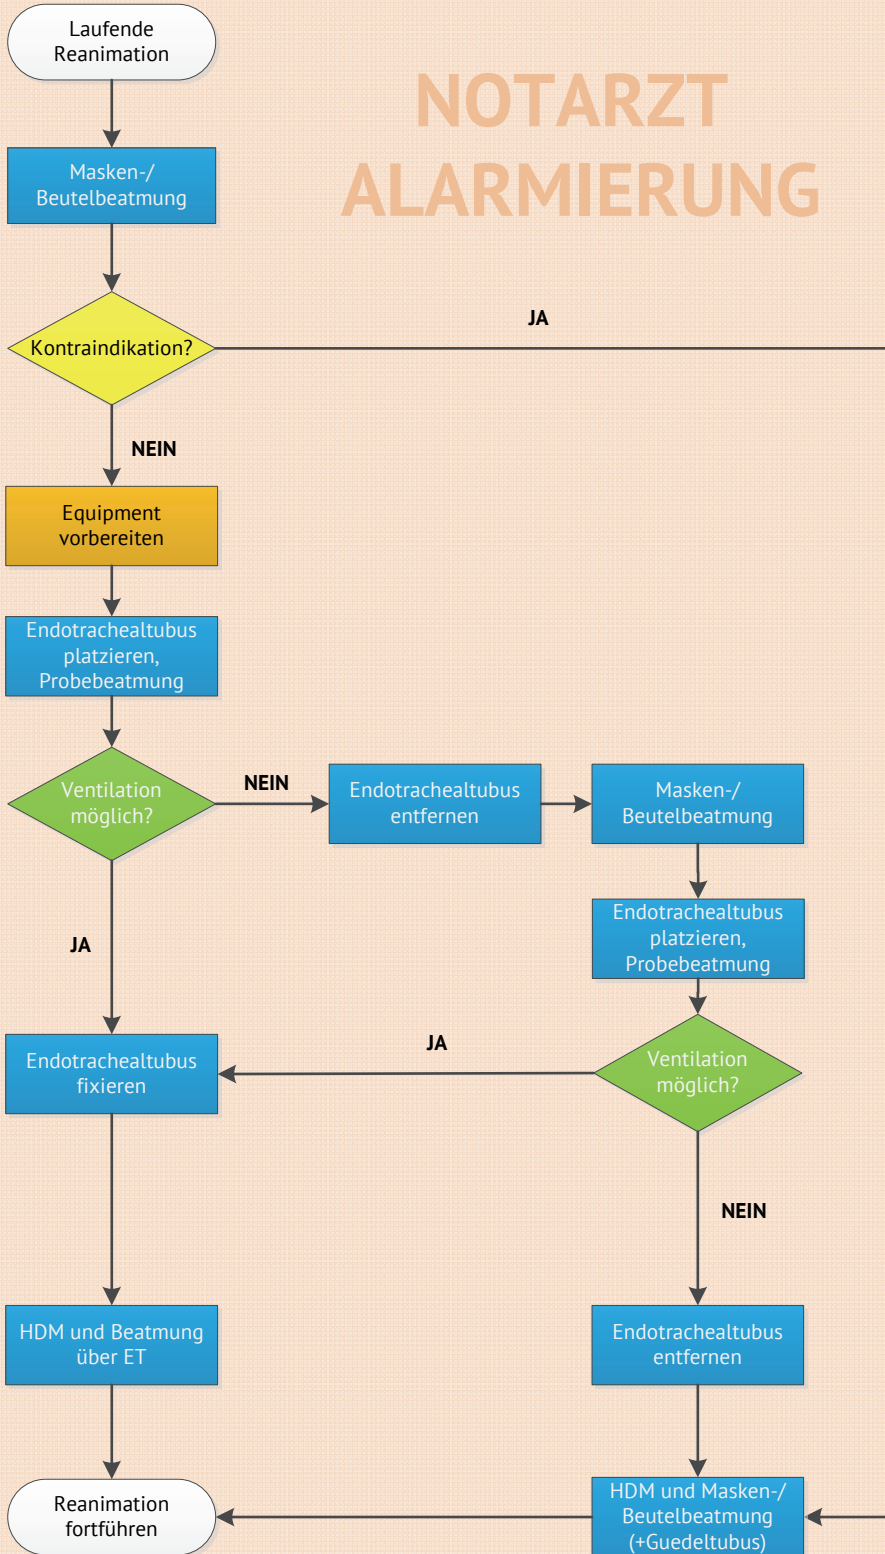 Laufende
Reanimation
NOTARZT
ALARMIERUNG
Masken-/
Beutelbeatmung
Kontraindikation?
JA
NEIN
Equipment
vorbereiten
Endotrachealtubus
platzieren,
Probebeatmung
Ventilation
möglich?
NEIN
Endotrachealtubus
entfernen
Masken-/
Beutelbeatmung
Endotrachealtubus
platzieren,
Probebeatmung
JA
Endotrachealtubus
fixieren
JA
Ventilation
möglich?
NEIN
HDM und Beatmung
über ET
Endotrachealtubus
entfernen
Reanimation
fortführen
HDM und Masken-/
Beutelbeatmung
(+Guedeltubus)